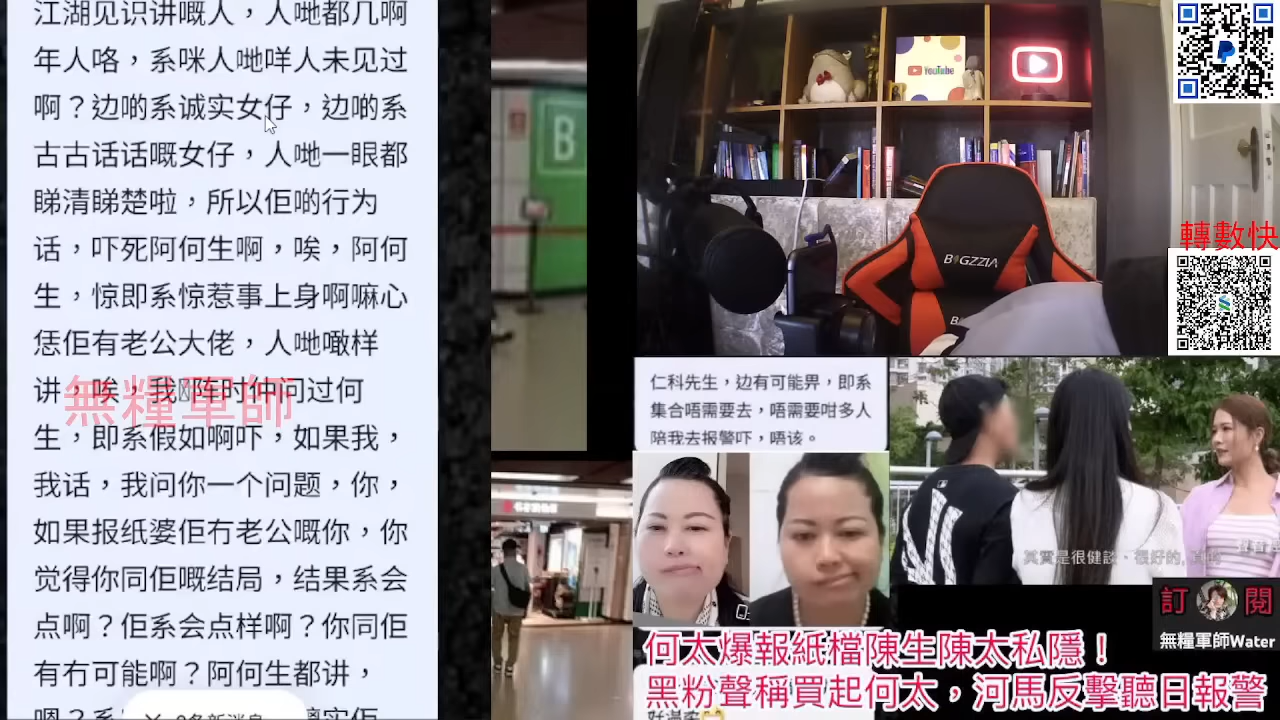 江湖见识讲嘅人，人哋都几啊
年人咯，系咪人哋咩人未见过
啊？边啲系诚实女仔，边啲系
古古话话嘅女仔，人哋一眼都
睇清睇楚啦，所以佢啲行为
话，吓死阿何生啊，唉，阿何
生，惊即系惊惹事上身啊嘛心
恁佢有老公大佬，人哋噉样
讲，唉，我阵时仲问过何
生，即系假如啊吓，如果我，
我话，我问你一个问题，你，
如果报纸婆佢冇老公嘅你，你
觉得你同佢嘅结局，结果系会
点啊？佢系会点样啊？你同佢
有冇可能啊？阿何生都讲，
無糧軍師
B
YouTube
B GZZIA
轉數快
仁科先生，边有可能畀，即系
集合唔需要去，唔需要咁多人
陪我去报警吓，唔该。
其實是很健談、很好的,
訂 閱
無糧軍師Water
何太爆報紙檔陳生陳太私隱！
黑粉聲稱買起何太，河馬反擊聽日報警